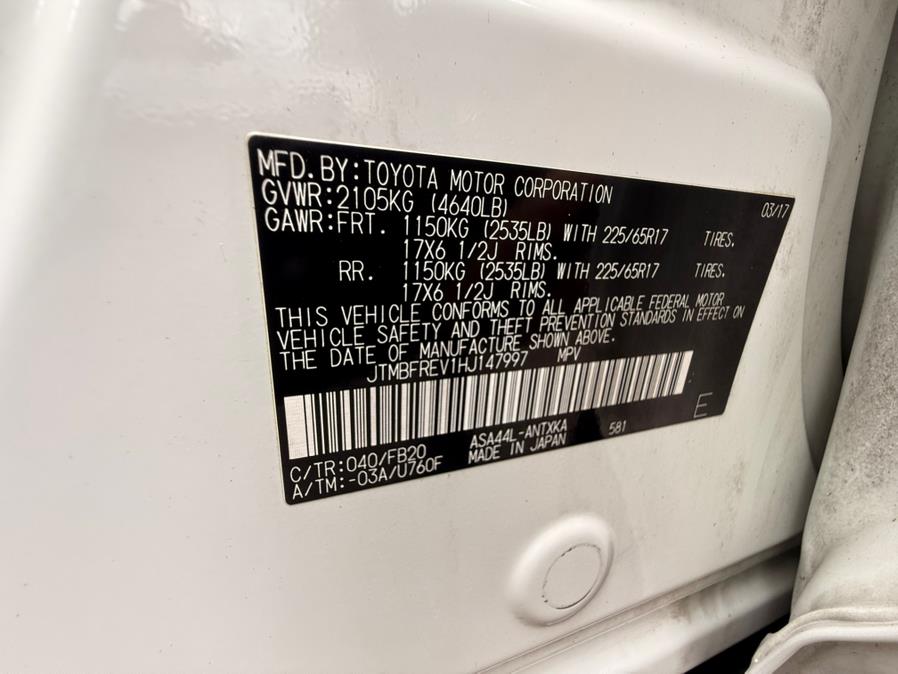 MFD. BY:TOYOTA MOTOR CORPORATION 03/17
GVWR:2105KG (4640LB)
GAWR:FRT. 1150KG (2535LB) WITH 225/65R17 TIRES.
17X6 1/2J RIMS.
RR. 1150KG (2535LB) WITH 225/65R17 TIRES.
17X6 1/2J RIMS.
THIS VEHICLE CONFORMS TO ALL APPLICABLE FEDERAL MOTOR
VEHICLE SAFETY AND THEFT PREVENTION STANDARDS IN EFFECT ON
THE DATE OF MANUFACTURE SHOWN ABOVE.
JTMBFREV1HJ147997 MPV
E
C/TR:040/FB20 ASA44L-ANTXKA 581
A/TM:-03A/U760F MADE IN JAPAN